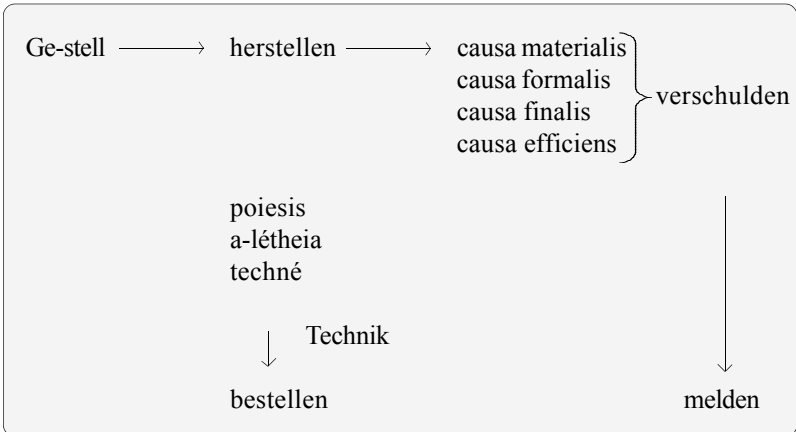 Ge-stell herstellen causa materialis
causa formalis
verschulden
causa finalis
causa efficiens
poiesis
a-létheia
techné
Technik
bestellen melden